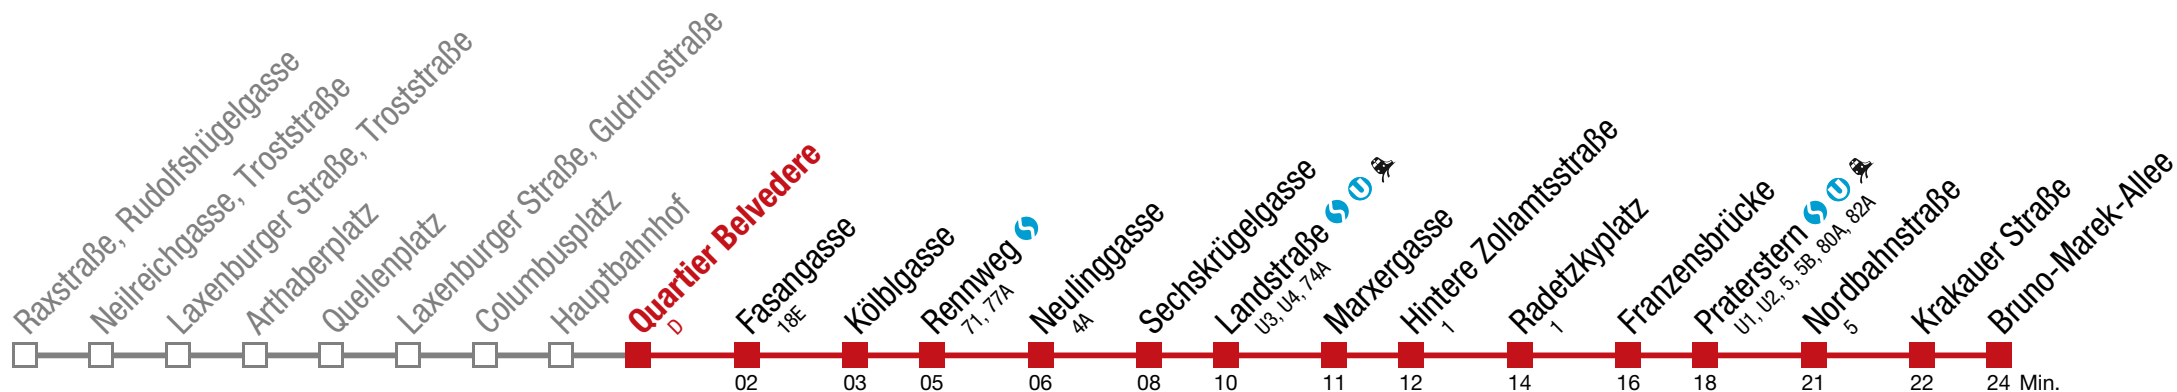 Raxstraße, Rudolfshügelgasse
Neilreichgasse, Troststraße
Laxenburger Straße, Troststraße
Arthaberplatz
Quellenplatz
Laxenburger Straße, Gudrunstraße
Columbusplatz
Hauptbahnhof
Quartier Belvedere
D
Fasangasse
18E
Kölblgasse
Rennweg S
71, 77A
Neulinggasse
4A
Sechskrügelgasse
Landstraße S U
U3, U4, 74A
Marxergasse
Hintere Zollamtsstraße
1
Radetzkyplatz
1
Franzensbrücke
Praterstern S U
U1, U2, 5, 5B, 80A, 82A
Nordbahnstraße
5
Krakauer Straße
Bruno-Marek-Allee
02 03 05 06 08 10 11 12 14 16 18 21 22 24 Min.